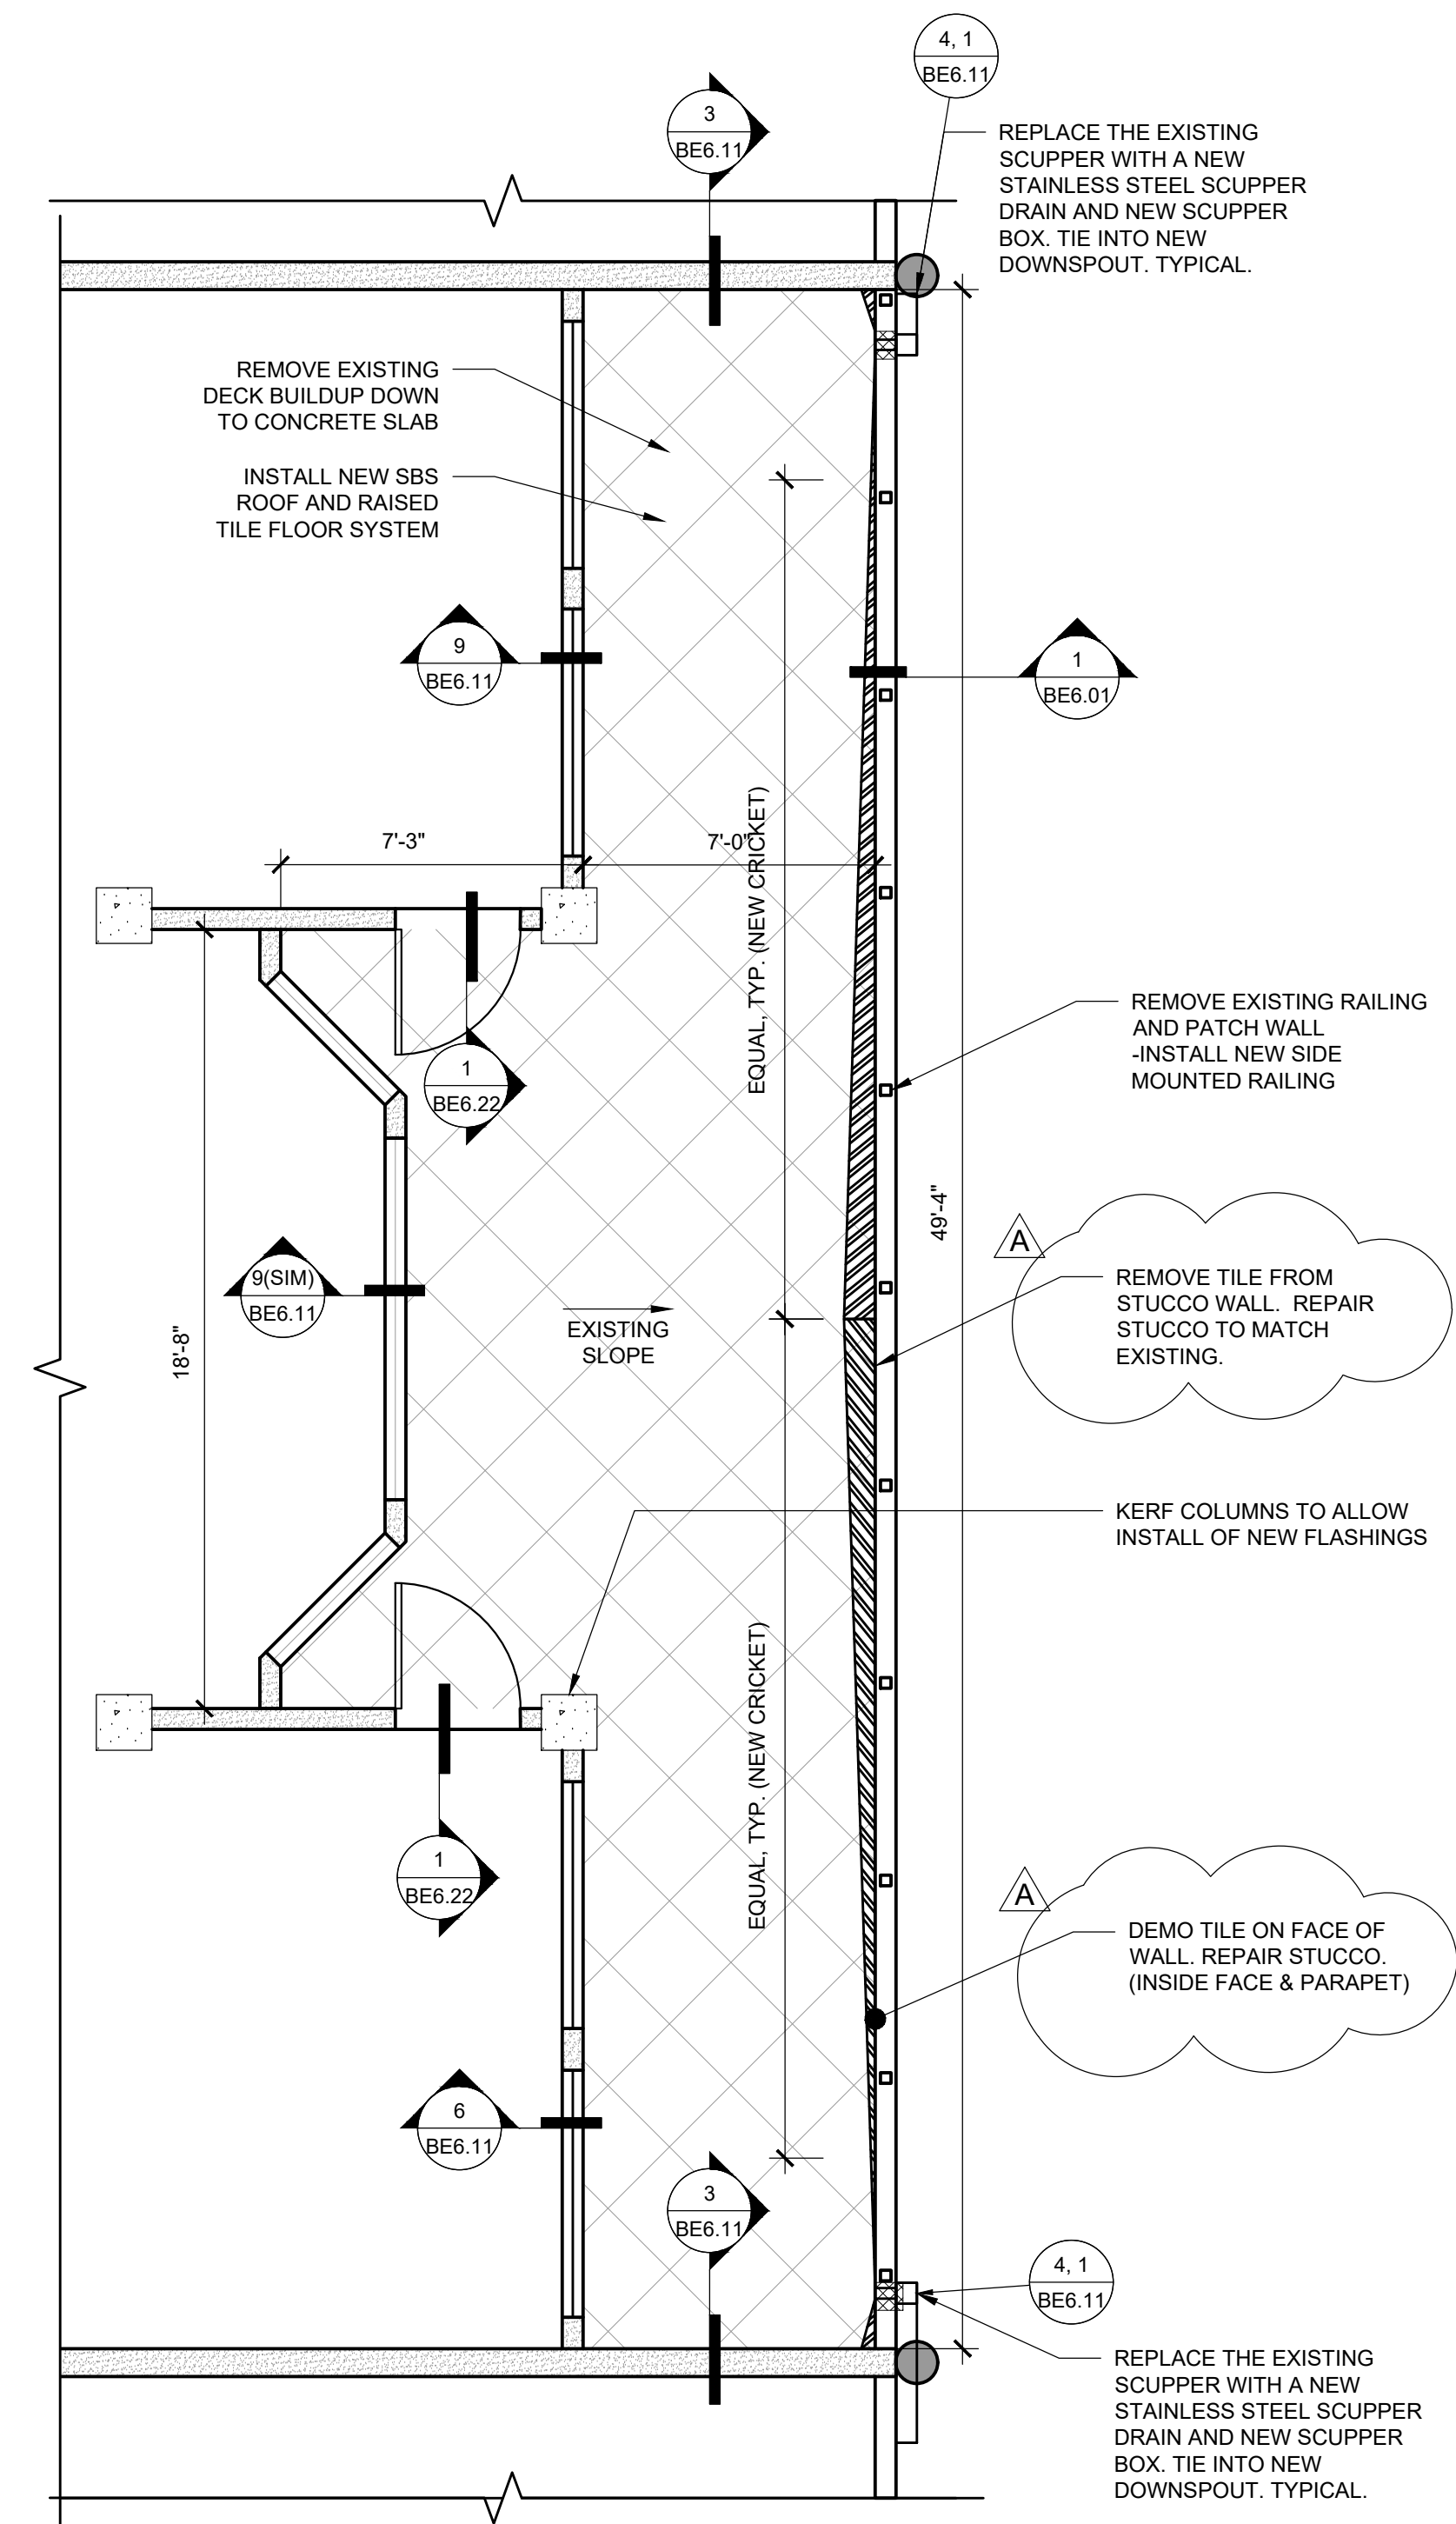 4, 1
BE6.11
3
BE6.11
REPLACE THE EXISTING
SCUPPER WITH A NEW
STAINLESS STEEL SCUPPER
DRAIN AND NEW SCUPPER
BOX. TIE INTO NEW
DOWNSPOUT. TYPICAL.
REMOVE EXISTING
DECK BUILDUP DOWN
TO CONCRETE SLAB
INSTALL NEW SBS
ROOF AND RAISED
TILE FLOOR SYSTEM
9
BE6.11
1
BE6.01
7'-3"
7'-0"
EQUAL, TYP. (NEW CRICKET)
REMOVE EXISTING RAILING
AND PATCH WALL
-INSTALL NEW SIDE
MOUNTED RAILING
1
BE6.22
49'-4"
A
REMOVE TILE FROM
STUCCO WALL. REPAIR
STUCCO TO MATCH
EXISTING.
9(SIM)
BE6.11
18'-8"
EXISTING
SLOPE
KERF COLUMNS TO ALLOW
INSTALL OF NEW FLASHINGS
EQUAL, TYP. (NEW CRICKET)
1
BE6.22
A
DEMO TILE ON FACE OF
WALL. REPAIR STUCCO.
(INSIDE FACE & PARAPET)
6
BE6.11
3
BE6.11
4, 1
BE6.11
REPLACE THE EXISTING
SCUPPER WITH A NEW
STAINLESS STEEL SCUPPER
DRAIN AND NEW SCUPPER
BOX. TIE INTO NEW
DOWNSPOUT. TYPICAL.